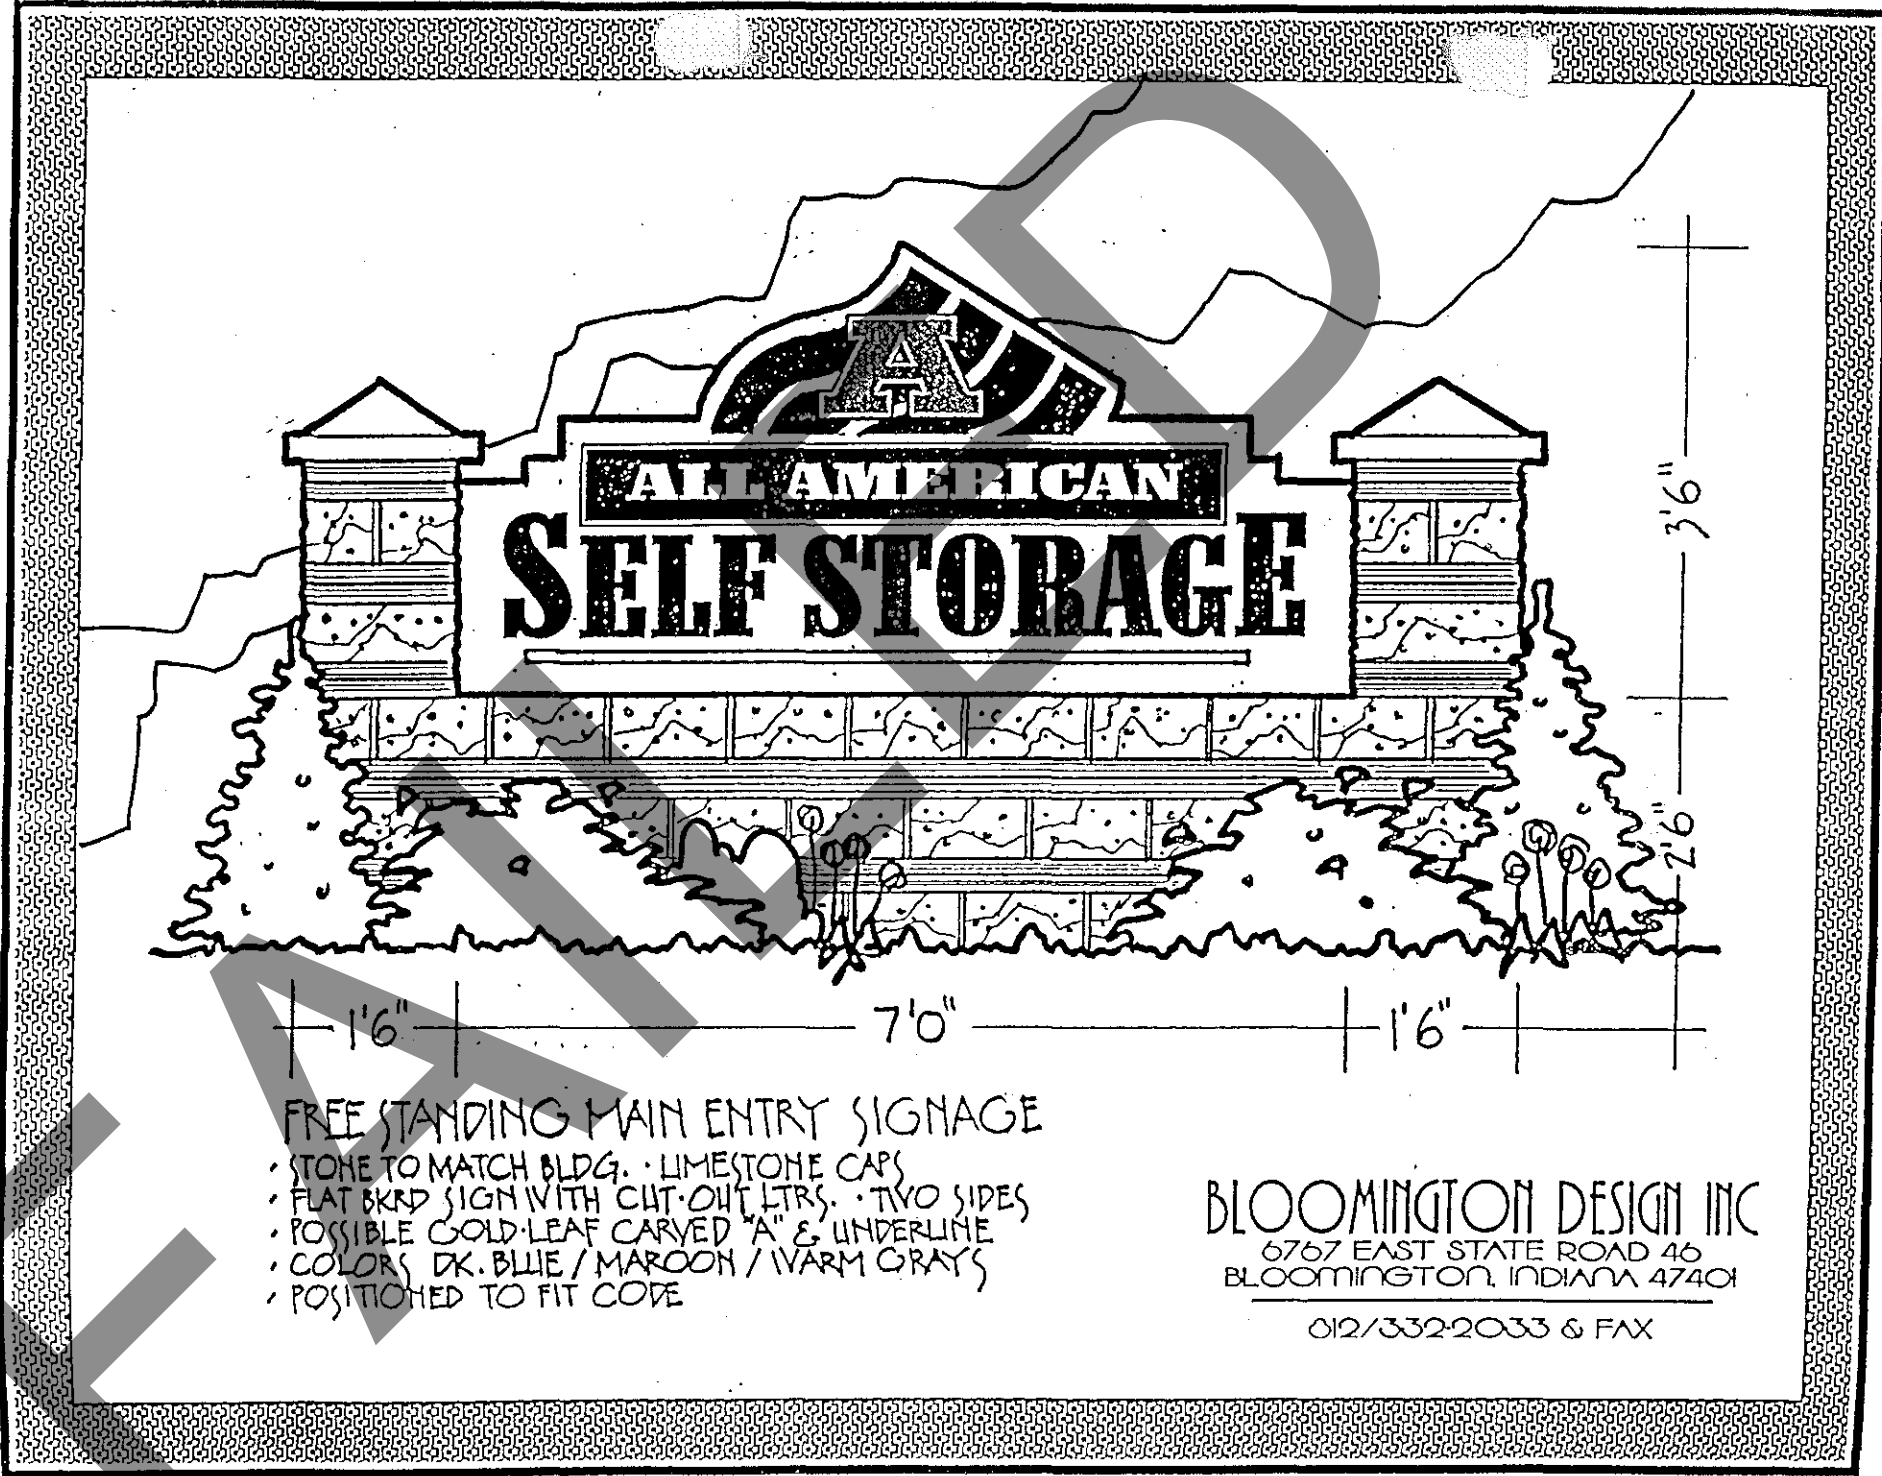 A
ALL AMERICAN
SELF STORAGE
3'6"
2'6"
1'6" 7'0" 1'6"
FREE STANDING MAIN ENTRY SIGNAGE
· STONE TO MATCH BLDG. · LIMESTONE CAPS
· FLAT BKRD SIGN WITH CUT·OUT LTRS. · TWO SIDES
· POSSIBLE GOLD·LEAF CARVED "A" & UNDERLINE
· COLORS DK. BLUE / MAROON / WARM GRAYS
· POSITIONED TO FIT CODE
BLOOMINGTON DESIGN INC
6767 EAST STATE ROAD 46
BLOOMINGTON, INDIANA 47401
812/332-2033 & FAX
FAILED